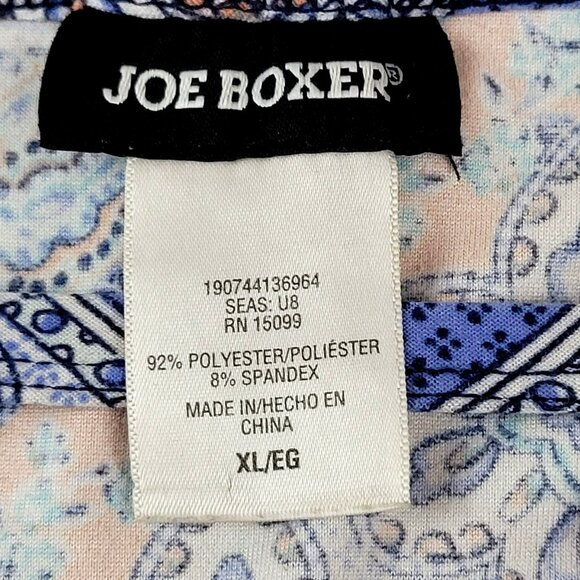 JOE BOXER®
190744136964
SEAS: U8
RN 15099
92% POLYESTER/POLIÉSTER
8% SPANDEX
MADE IN/HECHO EN
CHINA
XL/EG